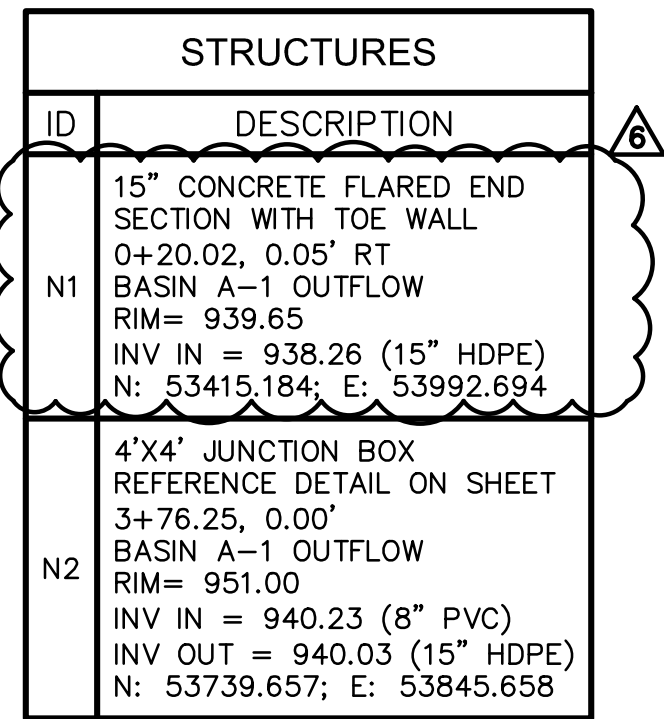 STRUCTURES
ID DESCRIPTION
6
N1
15” CONCRETE FLARED END
SECTION WITH TOE WALL
0+20.02, 0.05' RT
BASIN A–1 OUTFLOW
RIM= 939.65
INV IN = 938.26 (15” HDPE)
N: 53415.184; E: 53992.694
N2
4'X4' JUNCTION BOX
REFERENCE DETAIL ON SHEET
3+76.25, 0.00'
BASIN A–1 OUTFLOW
RIM= 951.00
INV IN = 940.23 (8” PVC)
INV OUT = 940.03 (15” HDPE)
N: 53739.657; E: 53845.658